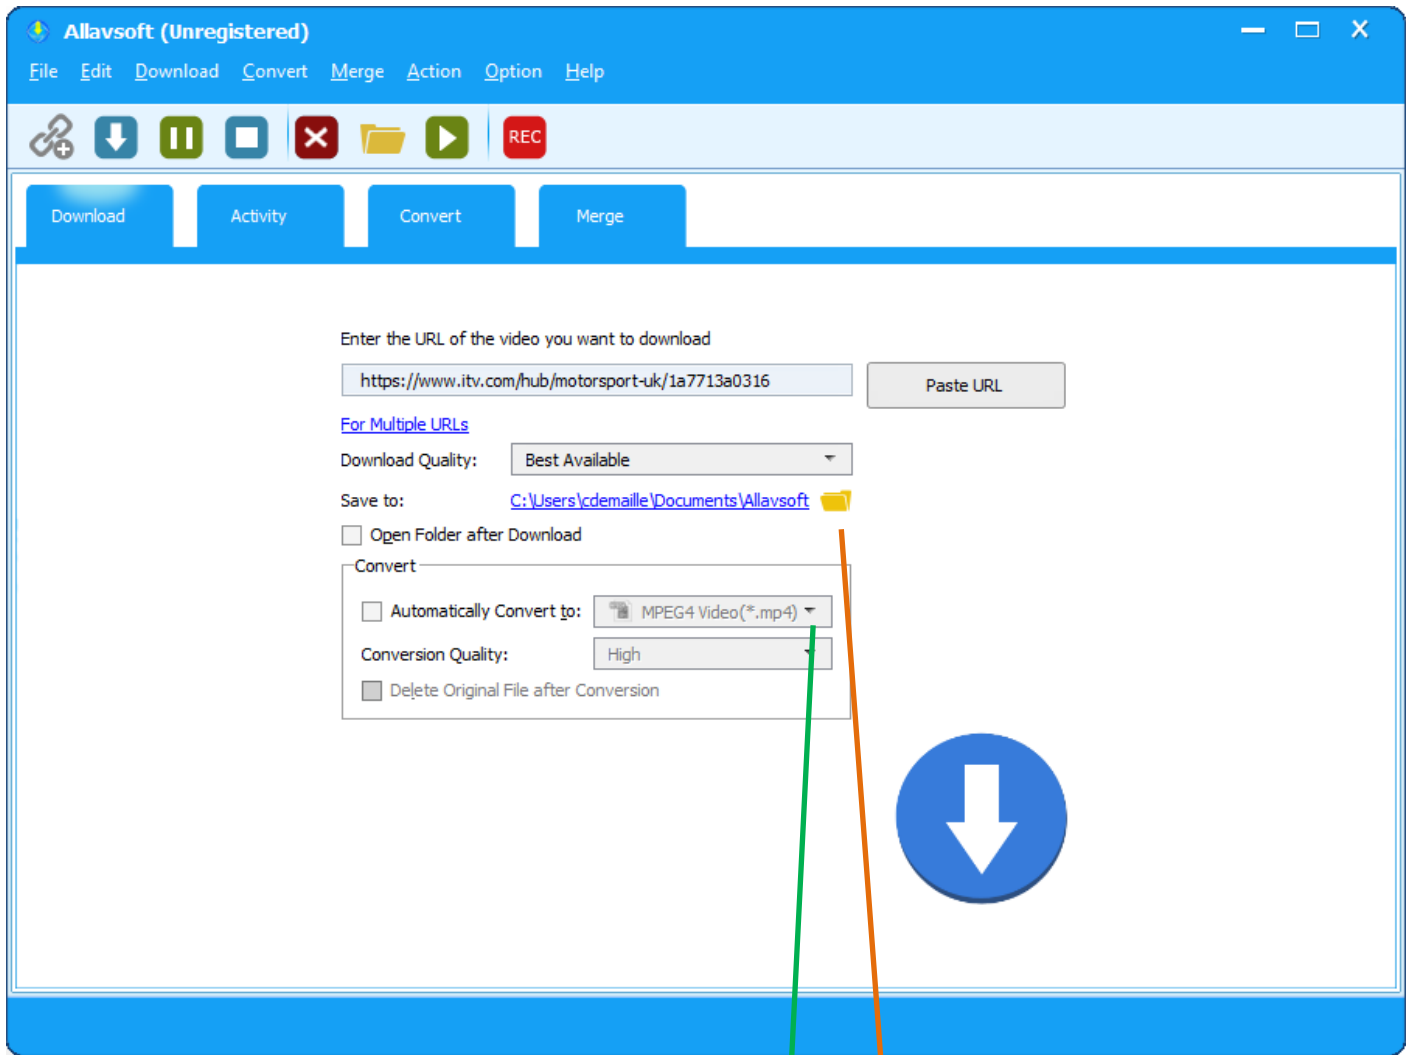 Allavsoft (Unregistered)
File Edit Download Convert Merge Action Option Help
REC
Download Activity Convert Merge
Enter the URL of the video you want to download
https://www.itv.com/hub/motorsport-uk/1a7713a0316 Paste URL
For Multiple URLs
Download Quality: Best Available
Save to: C:\Users\cdemaille\Documents\Allavsoft
Open Folder after Download
Convert
Automatically Convert to: MPEG4 Video(*.mp4)
Conversion Quality: High
Delete Original File after Conversion